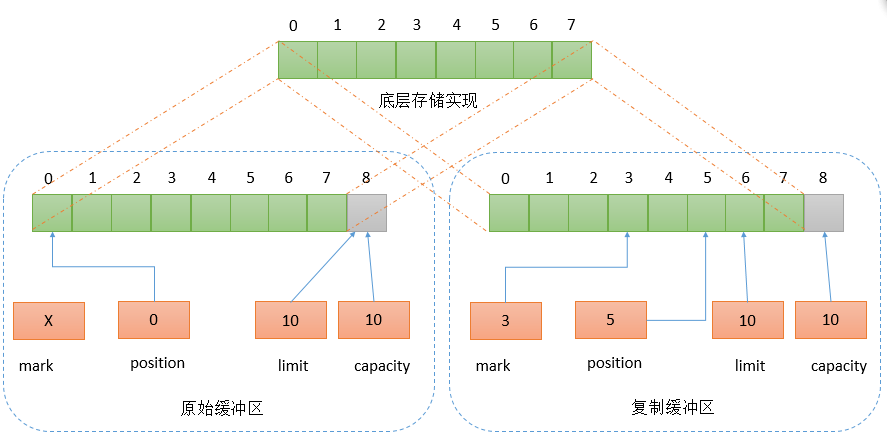 0 1 2 3 4 5 6 7
底层存储实现
0 1 2 3 4 5 6 7 8
0 1 2 3 4 5 6 7 8
X 0 10 10
3 5 10 10
mark position limit capacity
mark position limit capacity
原始缓冲区
复制缓冲区